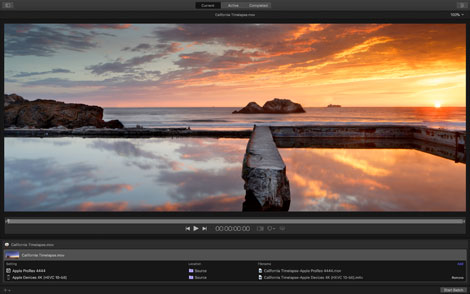 Current Active Completed
California Timelapse.mov
100%
00:00:00:00
California Timelapse.mov
California Timelapse.mov
Setting Location Filename Add
Apple ProRes 4444 Source California Timelapse-Apple ProRes 4444.mov
Apple Devices 4K (HEVC 10-bit) Source California Timelapse-Apple Devices 4K (HEVC 10-bit).m4v Remove
Start Batch